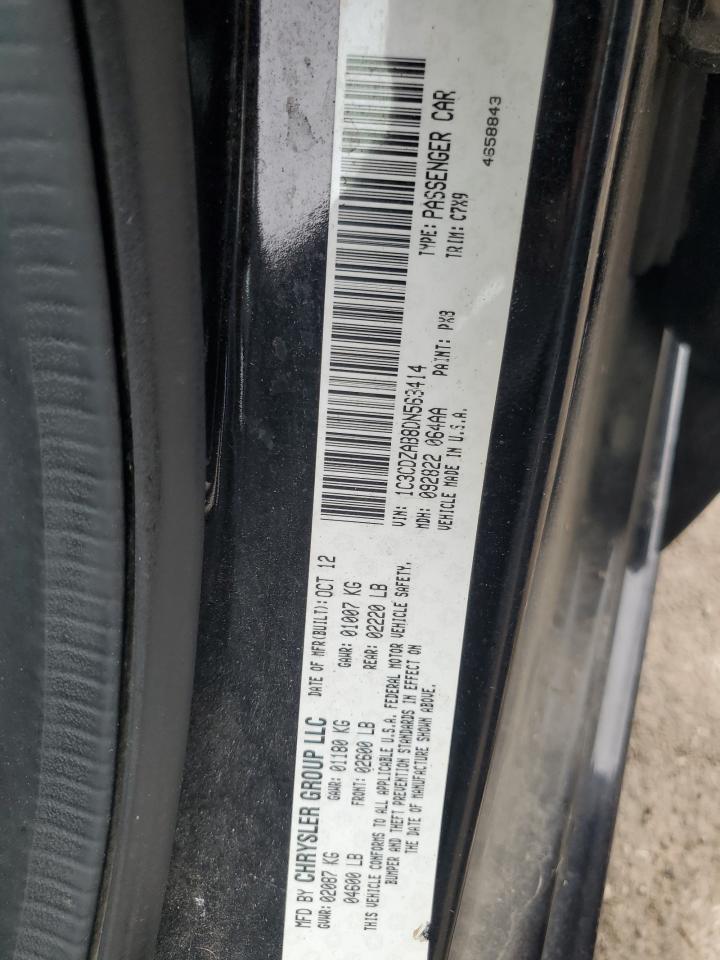 MFD BY CHRYSLER GROUP LLC DATE OF MFR(BUILT): OCT 12
GVWR: 02087 KG GAWR: 01180 KG GAWR: 01007 KG
04600 LB FRONT: 02600 LB REAR: 02220 LB
THIS VEHICLE CONFORMS TO ALL APPLICABLE U.S.A. FEDERAL MOTOR VEHICLE SAFETY,
BUMPER AND THEFT PREVENTION STANDARDS IN EFFECT ON
THE DATE OF MANUFACTURE SHOWN ABOVE.
VIN: 1C3CDZAB8DN563414 TYPE: PASSENGER CAR
MDH: 092822 064AA PAINT: PX8 TRIM: C7X9
VEHICLE MADE IN U.S.A.
4658843